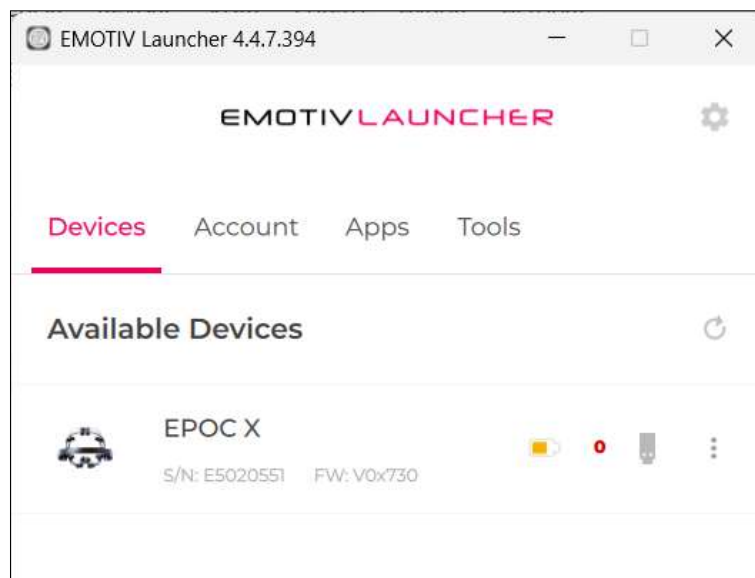 EMOTIV Launcher 4.4.7.394
EMOTIVLAUNCHER
Devices Account Apps Tools
Available Devices
EPOC X
0
S/N: E5020551 FW: V0x730